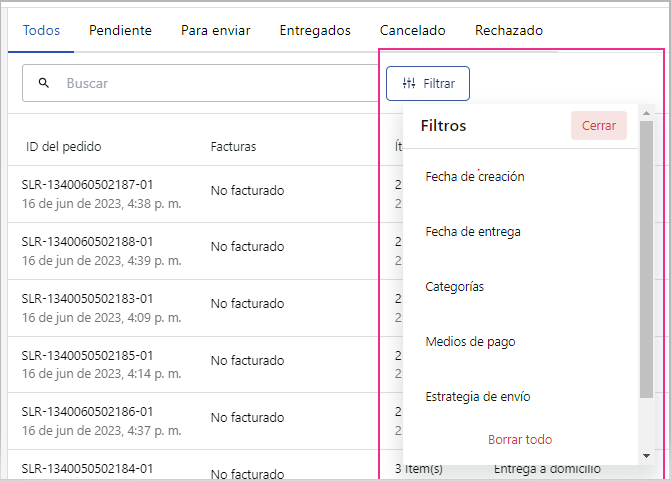 Todos Pendiente Para enviar Entregados Cancelado Rechazado
Buscar Filtrar
Filtros Cerrar
ID del pedido Facturas
Fecha de creación
SLR-1340060502187-01 No facturado 2
16 de jun de 2023, 4:38 p. m. 2
Fecha de entrega
SLR-1340060502188-01 No facturado 2
16 de jun de 2023, 4:39 p. m. 2
Categorías
SLR-1340050502183-01 No facturado 2
16 de jun de 2023, 4:09 p. m. 2
Medios de pago
SLR-1340050502185-01 No facturado 2
16 de jun de 2023, 4:14 p. m. 2
Estrategia de envío
SLR-1340060502186-01 No facturado 2
16 de jun de 2023, 4:37 p. m. 2
Borrar todo
SLR-1340050502184-01 No facturado 3 Ítem(s) Entrega a domicilio